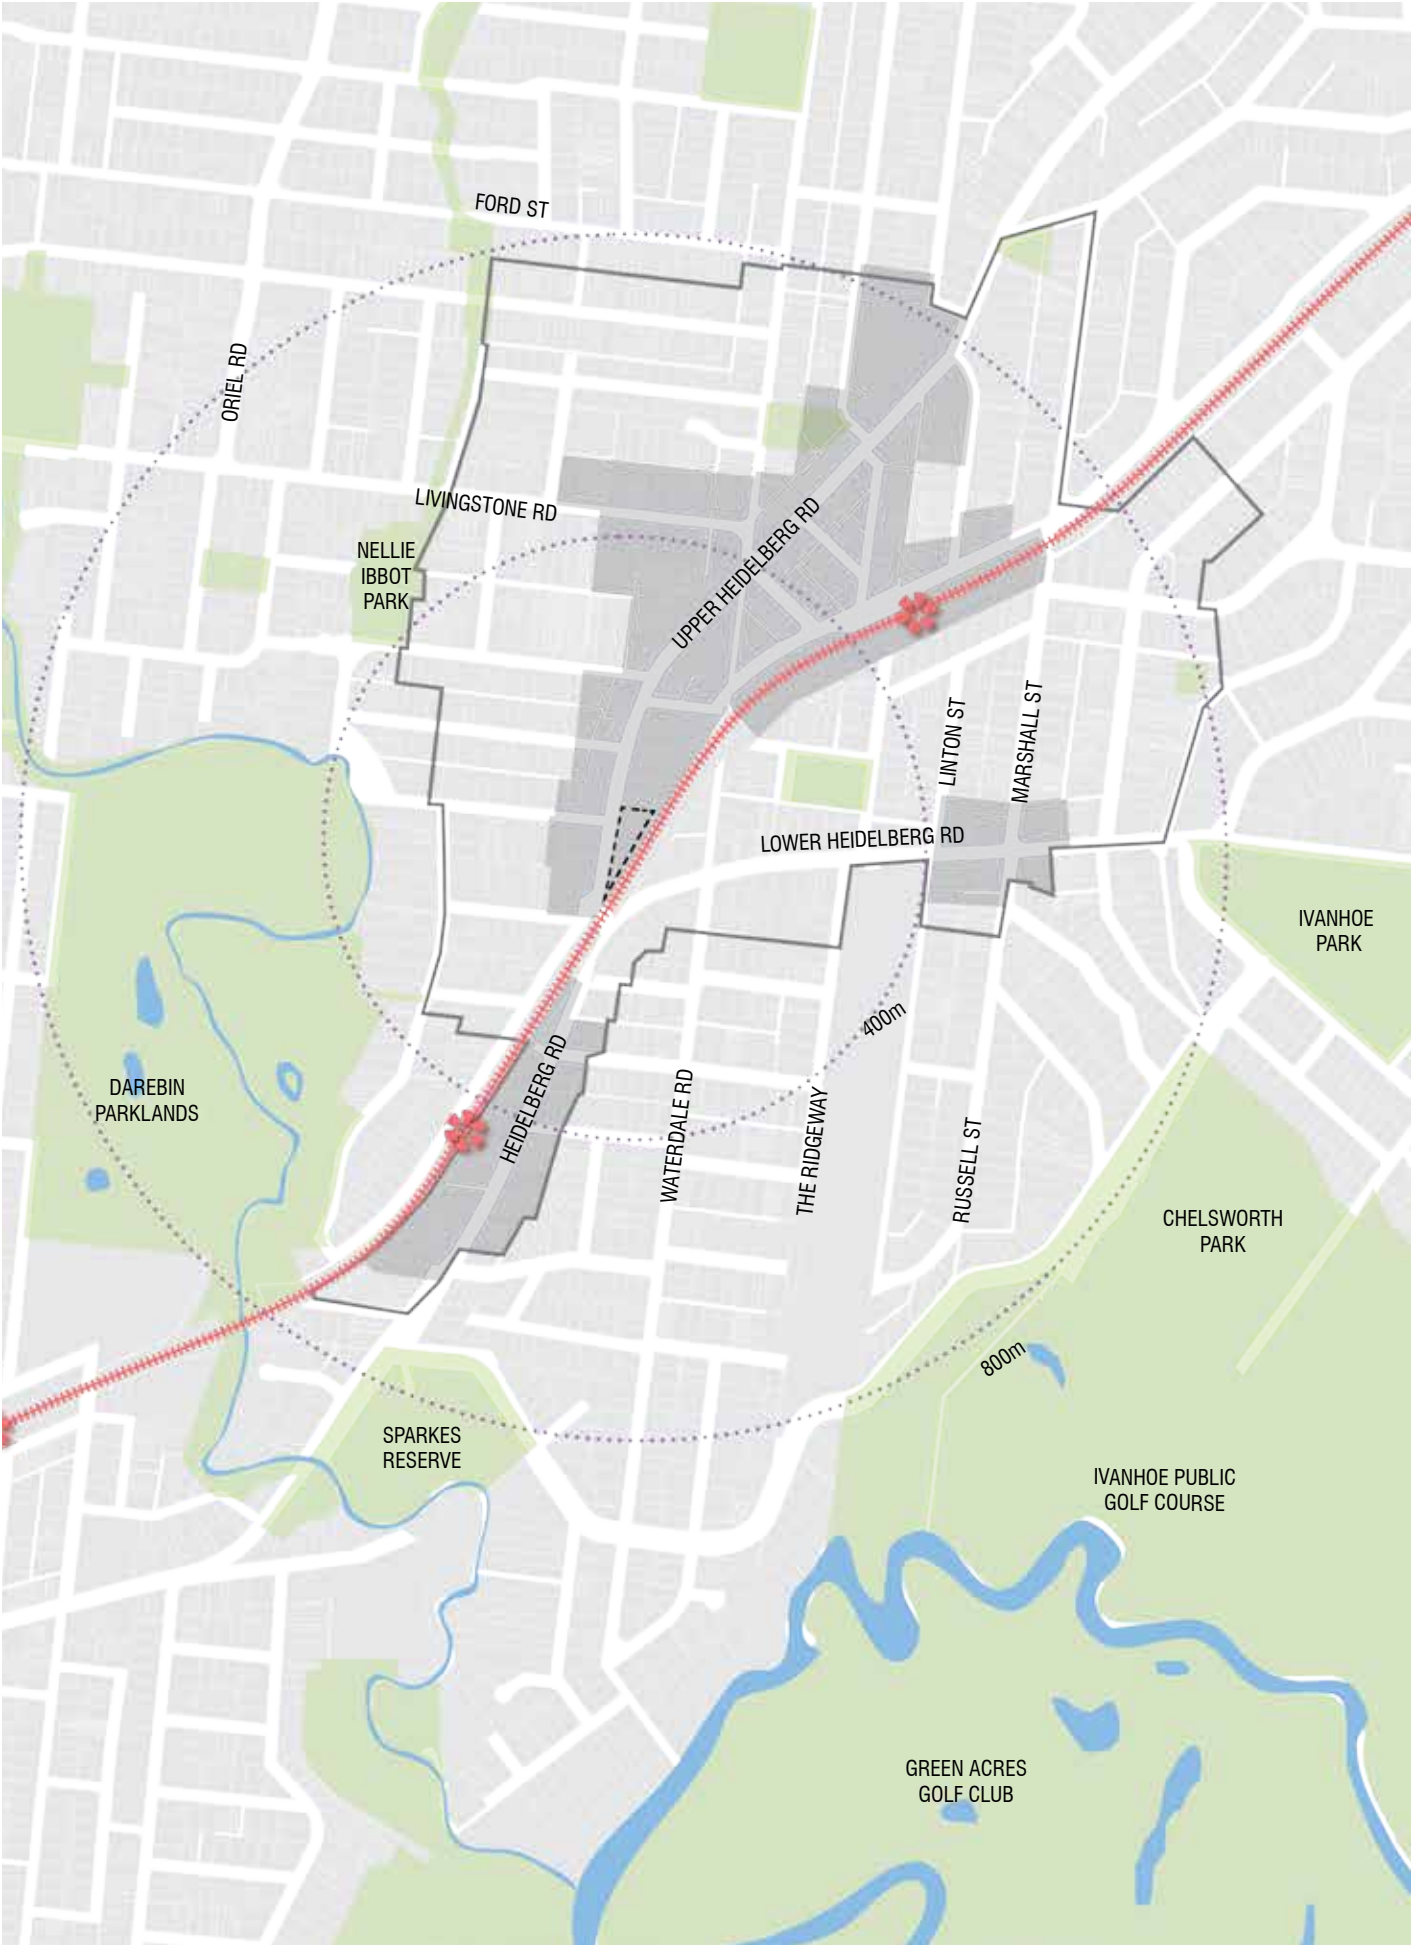 FORD ST
ORIEL RD
LIVINGSTONE RD
NELLIE
IBBOT
PARK
UPPER HEIDELBERG RD
LINTON ST
MARSHALL ST
LOWER HEIDELBERG RD
IVANHOE
PARK
400m
HEIDELBERG RD
DAREBIN
PARKLANDS
WATERDALE RD
THE RIDGEWAY
RUSSELL ST
CHELSWORTH
PARK
800m
SPARKES
RESERVE
IVANHOE PUBLIC
GOLF COURSE
GREEN ACRES
GOLF CLUB